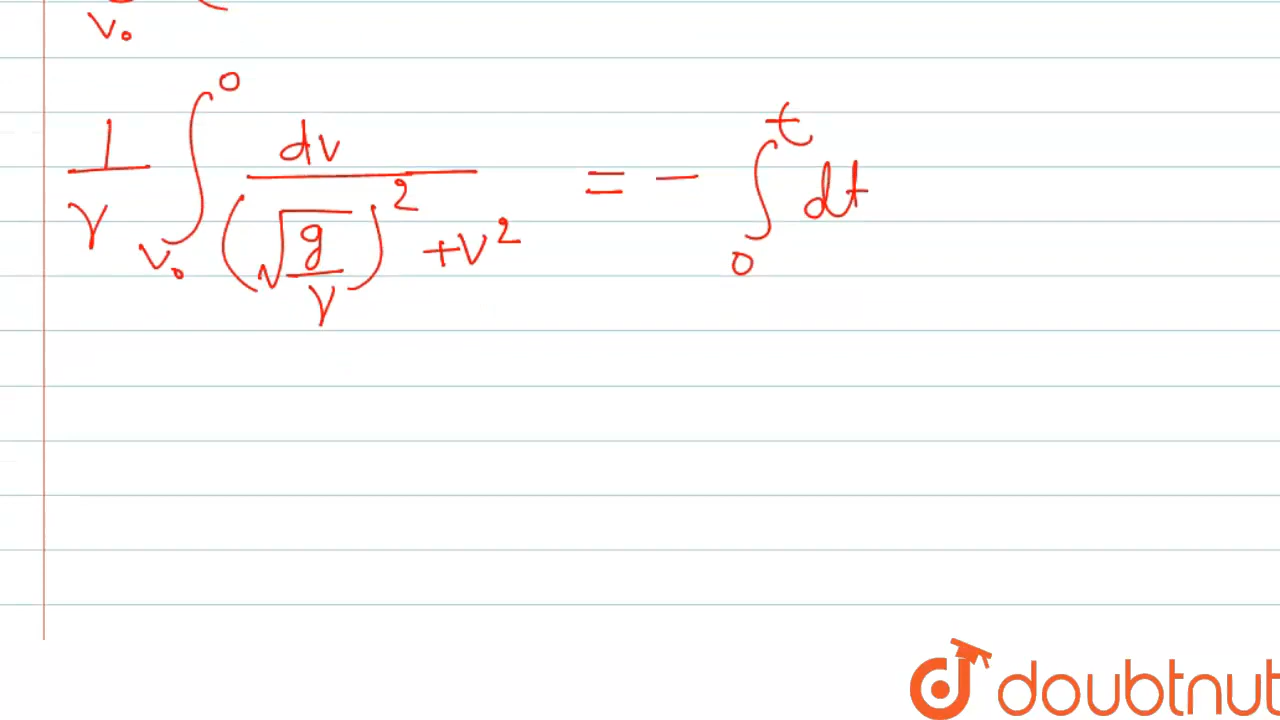 v₀
1/γ ∫_{v₀}^{0} dv / ((√(g/γ))² + v²) = - ∫_{0}^{t} dt
doubtnut